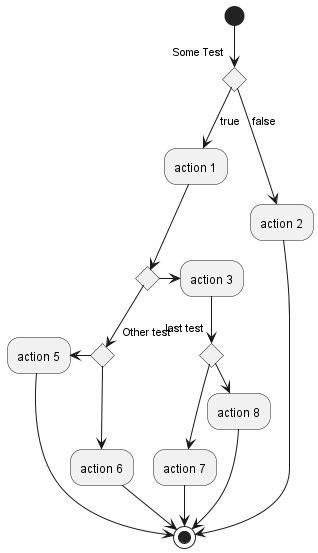 Some Test
true
false
action 1
action 2
action 3
Other test
last test
action 5
action 8
action 6
action 7